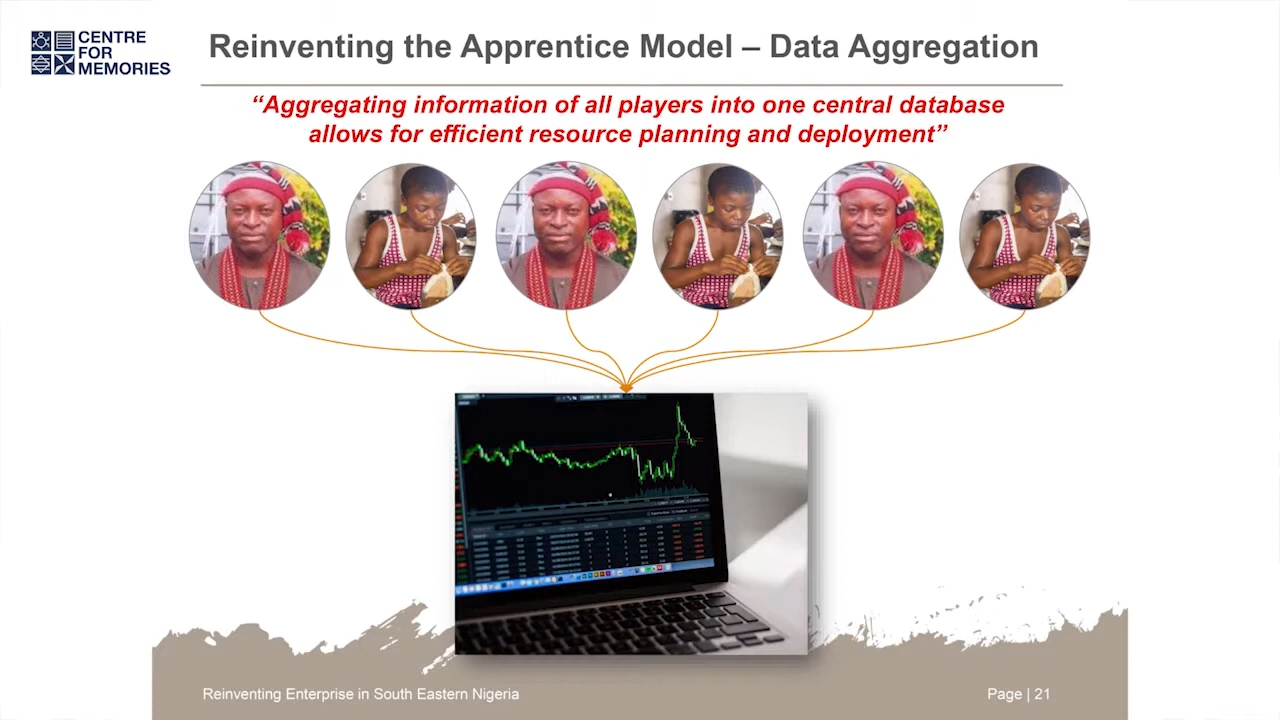 CENTRE
FOR
MEMORIES
Reinventing the Apprentice Model – Data Aggregation
“Aggregating information of all players into one central database
allows for efficient resource planning and deployment”
Reinventing Enterprise in South Eastern Nigeria
Page | 21